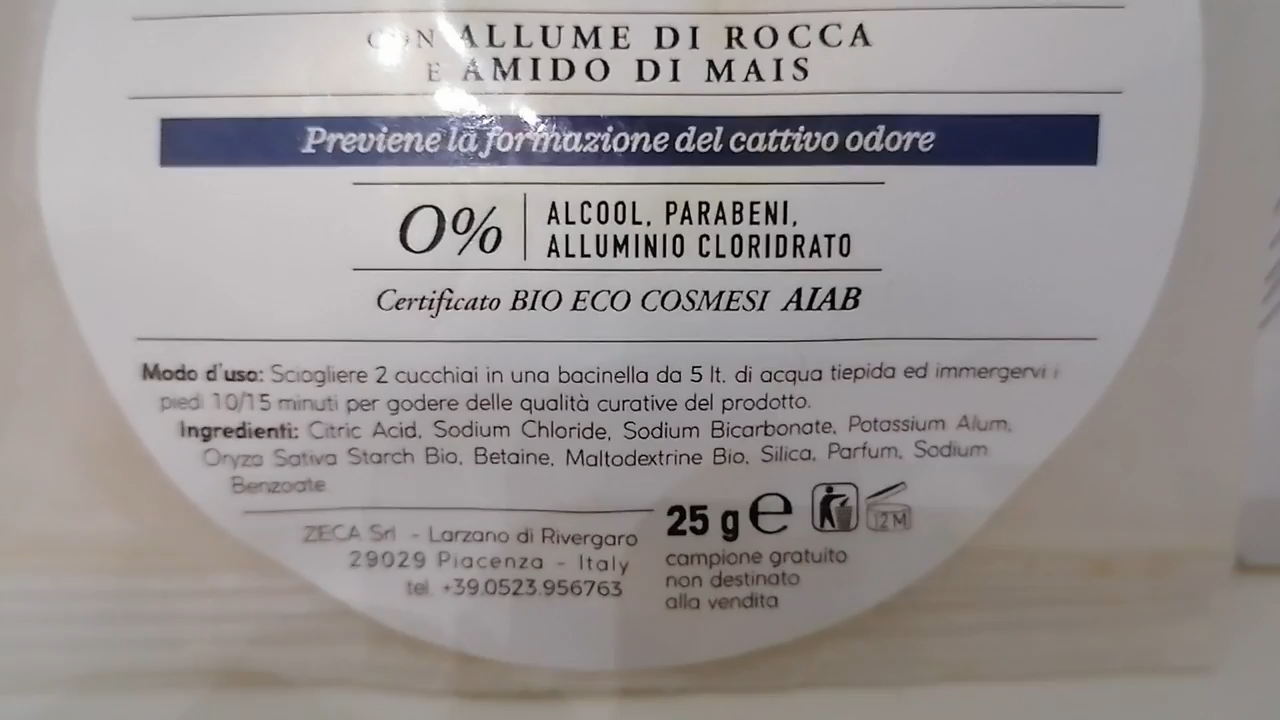 CON ALLUME DI ROCCA
E AMIDO DI MAIS
Previene la formazione del cattivo odore
0% ALCOOL, PARABENI,
ALLUMINIO CLORIDRATO
Certificato BIO ECO COSMESI AIAB
Modo d'uso: Sciogliere 2 cucchiai in una bacinella da 5 lt. di acqua tiepida ed immergervi i
piedi 10/15 minuti per godere delle qualità curative del prodotto.
Ingredienti: Citric Acid, Sodium Chloride, Sodium Bicarbonate, Potassium Alum,
Oryza Sativa Starch Bio, Betaine, Maltodextrine Bio, Silica, Parfum, Sodium
Benzoate
ZECA Srl - Larzano di Rivergaro
29029 Piacenza - Italy
tel. +39.0523.956763
25 g e
12M
campione gratuito
non destinato
alla vendita